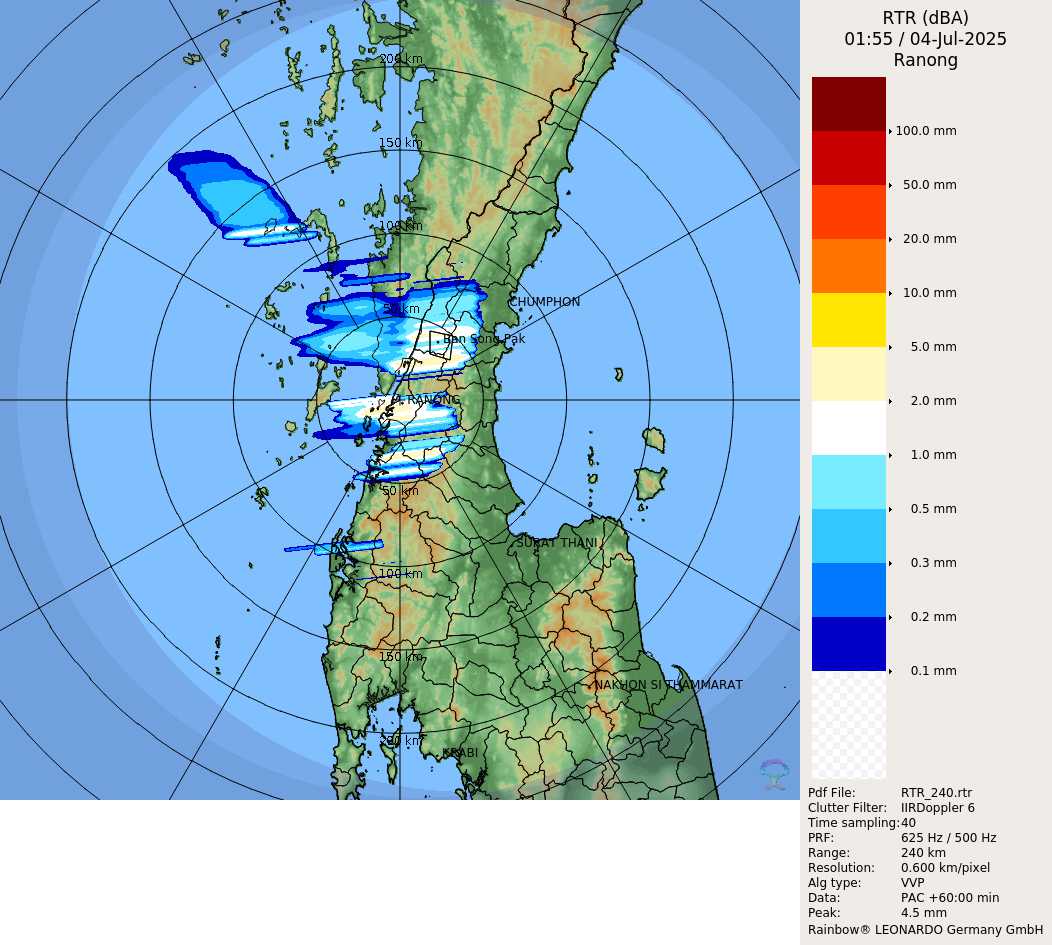 200 km
150 km
100 km
CHUMPHON
50 km
Ban Song Pak
RANONG
50 km
SURAT THANI
100 km
150 km
NAKHON SI THAMMARAT
200 km
KRABI
RTR (dBA)
01:55 / 04-Jul-2025
Ranong
100.0 mm
50.0 mm
20.0 mm
10.0 mm
5.0 mm
2.0 mm
1.0 mm
0.5 mm
0.3 mm
0.2 mm
0.1 mm
Pdf File: RTR_240.rtr
Clutter Filter: IIRDoppler 6
Time sampling:40
PRF: 625 Hz / 500 Hz
Range: 240 km
Resolution: 0.600 km/pixel
Alg type: VVP
Data: PAC +60:00 min
Peak: 4.5 mm
Rainbow® LEONARDO Germany GmbH